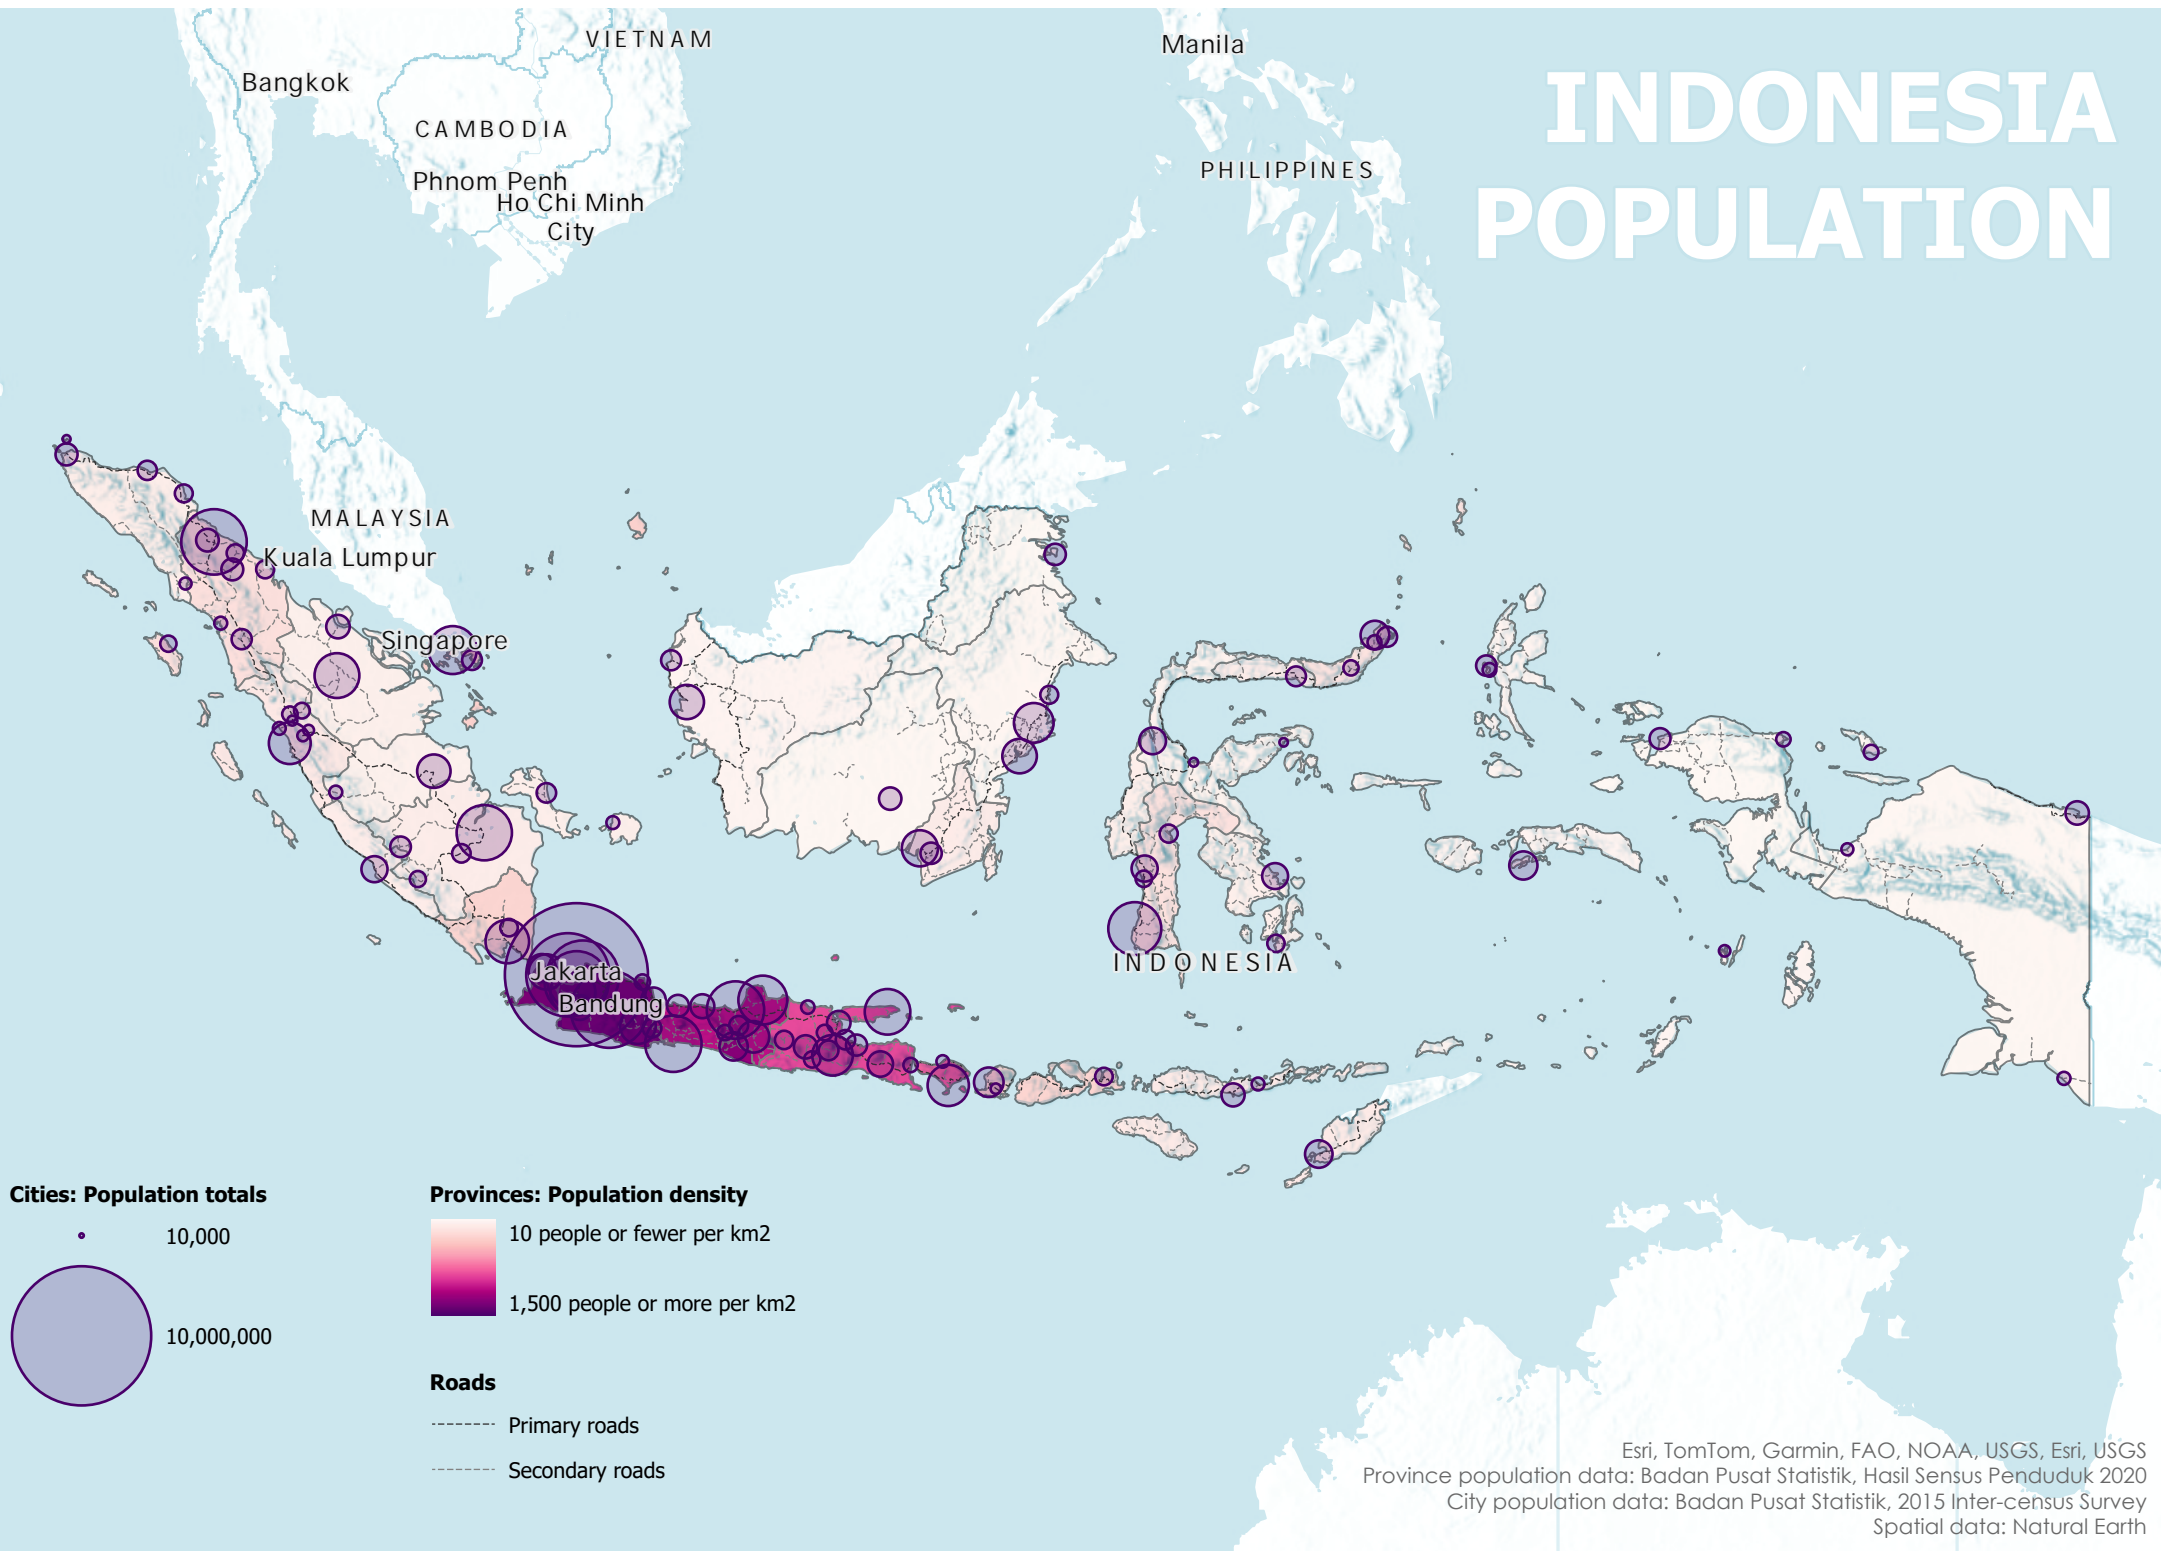 VIETNAM
Manila
Bangkok
INDONESIA
POPULATION
CAMBODIA
PHILIPPINES
Phnom Penh
Ho Chi Minh
City
MALAYSIA
Kuala Lumpur
Singapore
Jakarta
INDONESIA
Bandung
Cities: Population totals
10,000
10,000,000
Provinces: Population density
10 people or fewer per km2
1,500 people or more per km2
Roads
Primary roads
Secondary roads
Esri, TomTom, Garmin, FAO, NOAA, USGS, Esri, USGS
Province population data: Badan Pusat Statistik, Hasil Sensus Penduduk 2020
City population data: Badan Pusat Statistik, 2015 Inter-census Survey
Spatial data: Natural Earth